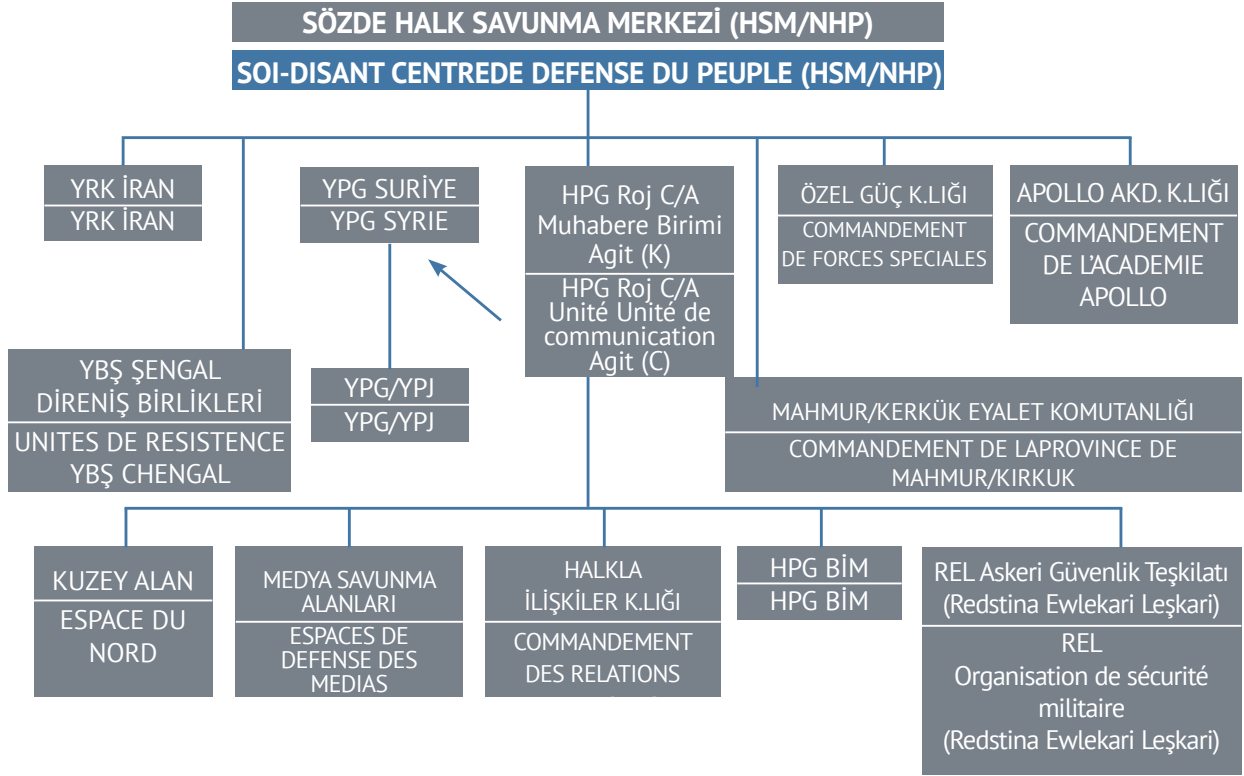 SÖZDE HALK SAVUNMA MERKEZİ (HSM/NHP)
SOI-DISANT CENTREDE DEFENSE DU PEUPLE (HSM/NHP)
YRK İRAN
YRK İRAN
YPG SURİYE
YPG SYRIE
HPG Roj C/A
Muhabere Birimi
Agit (K)
HPG Roj C/A
Unité Unité de
communication
Agit (C)
ÖZEL GÜÇ K.LIĞI
COMMANDEMENT
DE FORCES SPECIALES
APOLLO AKD. K.LIĞI
COMMANDEMENT
DE L'ACADEMIE
APOLLO
YBŞ ŞENGAL
DİRENİŞ BİRLİKLERİ
UNITES DE RESISTENCE
YBŞ CHENGAL
YPG/YPJ
YPG/YPJ
MAHMUR/KERKÜK EYALET KOMUTANLIĞI
COMMANDEMENT DE LAPROVINCE DE
MAHMUR/KIRKUK
KUZEY ALAN
ESPACE DU
NORD
MEDYA SAVUNMA
ALANLARI
ESPACES DE
DEFENSE DES
MEDIAS
HALKLA
İLİŞKİLER K.LIĞI
COMMANDEMENT
DES RELATIONS
HPG BİM
HPG BİM
REL Askeri Güvenlik Teşkilatı
(Redstina Ewlekari Leşkari)
REL
Organisation de sécurité
militaire
(Redstina Ewlekari Leşkari)